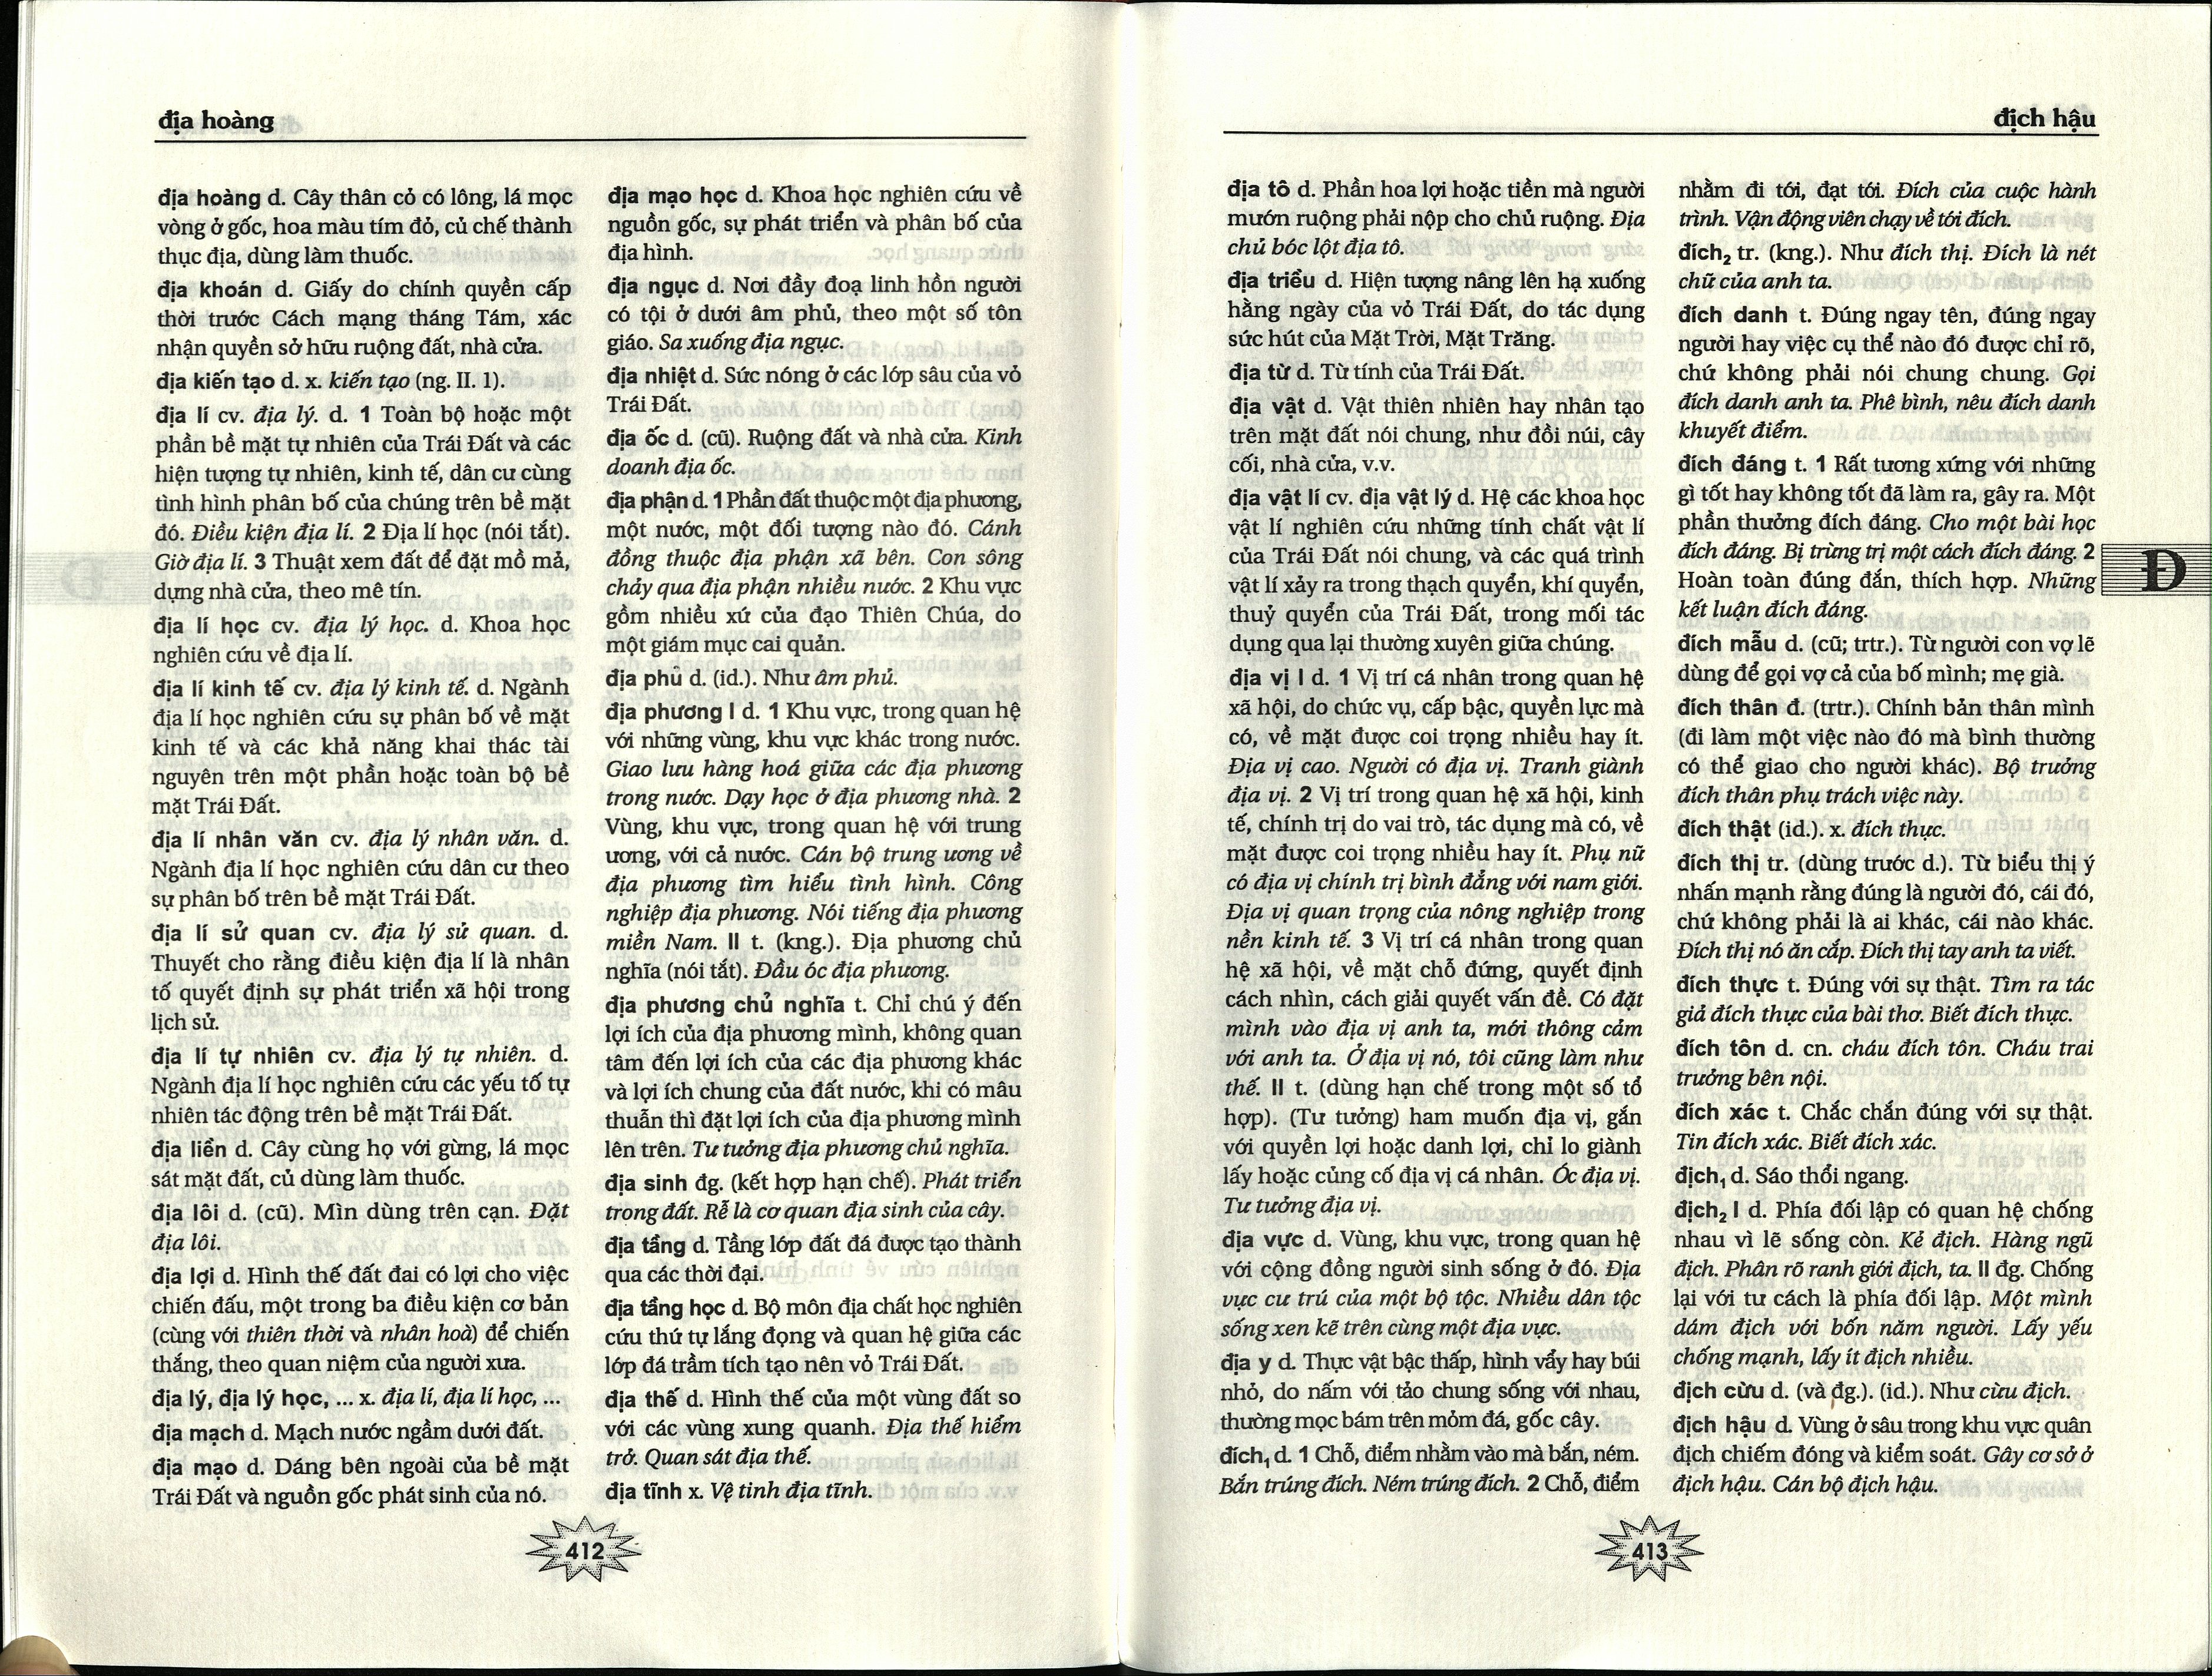 địa hoàng
địa hoàng d. Cây thân cỏ có lông, lá mọc
vòng ở gốc, hoa màu tím đỏ, củ chế thành
thục địa, dùng làm thuốc.
địa khoán d. Giấy do chính quyền cấp
thời trước Cách mạng tháng Tám, xác
nhận quyền sở hữu ruộng đất, nhà cửa.
địa kiến tạo d. x. kiến tạo (ng. II. 1).
địa lí cv. địa lý. d. 1 Toàn bộ hoặc một
phần bề mặt tự nhiên của Trái Đất và các
hiện tượng tự nhiên, kinh tế, dân cư cùng
tình hình phân bố của chúng trên bề mặt
đó. Điều kiện địa lí. 2 Địa lí học (nói tắt).
Giờ địa lí. 3 Thuật xem đất để đặt mồ mả,
dựng nhà cửa, theo mê tín.
địa lí học cv. địa lý học. d. Khoa học
nghiên cứu về địa lí.
địa lí kinh tế cv. địa lý kinh tế. d. Ngành
địa lí học nghiên cứu sự phân bố về mặt
kinh tế và các khả năng khai thác tài
nguyên trên một phần hoặc toàn bộ bề
mặt Trái Đất.
địa lí nhân văn cv. địa lý nhân văn. d.
Ngành địa lí học nghiên cứu dân cư theo
sự phân bố trên bề mặt Trái Đất.
địa lí sử quan cv. địa lý sử quan. d.
Thuyết cho rằng điều kiện địa lí là nhân
tố quyết định sự phát triển xã hội trong
lịch sử.
địa lí tự nhiên cv. địa lý tự nhiên. d.
Ngành địa lí học nghiên cứu các yếu tố tự
nhiên tác động trên bề mặt Trái Đất.
địa liền d. Cây cùng họ với gừng, lá mọc
sát mặt đất, củ dùng làm thuốc.
địa lôi d. (cũ). Mìn dùng trên cạn. Đặt
địa lôi.
địa lợi d. Hình thế đất đai có lợi cho việc
chiến đấu, một trong ba điều kiện cơ bản
(cùng với thiên thời và nhân hoà) để chiến
thắng, theo quan niệm của người xưa.
địa lý, địa lý học, ... x. địa lí, địa lí học, ...
địa mạch d. Mạch nước ngầm dưới đất.
địa mạo d. Dáng bên ngoài của bề mặt
Trái Đất và nguồn gốc phát sinh của nó.
địa mạo học d. Khoa học nghiên cứu về
nguồn gốc, sự phát triển và phân bố của
địa hình.
địa ngục d. Nơi đầy đoạ linh hồn người
có tội ở dưới âm phủ, theo một số tôn
giáo. Sa xuống địa ngục.
địa nhiệt d. Sức nóng ở các lớp sâu của vỏ
Trái Đất.
địa ốc d. (cũ). Ruộng đất và nhà cửa. Kinh
doanh địa ốc.
địa phận d. 1 Phần đất thuộc một địa phương,
một nước, một đối tượng nào đó. Cánh
đồng thuộc địa phận xã bên. Con sông
chảy qua địa phận nhiều nước. 2 Khu vực
gồm nhiều xứ của đạo Thiên Chúa, do
một giám mục cai quản.
địa phủ d. (id.). Như âm phủ.
địa phương I d. 1 Khu vực, trong quan hệ
với những vùng, khu vực khác trong nước.
Giao lưu hàng hoá giữa các địa phương
trong nước. Dạy học ở địa phương nhà. 2
Vùng, khu vực, trong quan hệ với trung
ương, với cả nước. Cán bộ trung ương về
địa phương tìm hiểu tình hình. Công
nghiệp địa phương. Nói tiếng địa phương
miền Nam. II t. (kng.). Địa phương chủ
nghĩa (nói tắt). Đầu óc địa phương.
địa phương chủ nghĩa t. Chỉ chú ý đến
lợi ích của địa phương mình, không quan
tâm đến lợi ích của các địa phương khác
và lợi ích chung của đất nước, khi có mâu
thuẫn thì đặt lợi ích của địa phương mình
lên trên. Tư tưởng địa phương chủ nghĩa.
địa sinh đg. (kết hợp hạn chế). Phát triển
trong đất. Rễ là cơ quan địa sinh của cây.
địa tầng d. Tầng lớp đất đá được tạo thành
qua các thời đại.
địa tầng học d. Bộ môn địa chất học nghiên
cứu thứ tự lắng đọng và quan hệ giữa các
lớp đá trầm tích tạo nên vỏ Trái Đất.
địa thế d. Hình thế của một vùng đất so
với các vùng xung quanh. Địa thế hiểm
trở. Quan sát địa thế.
địa tĩnh x. Vệ tinh địa tĩnh.
412
địch hậu
địa tô d. Phần hoa lợi hoặc tiền mà người
mướn ruộng phải nộp cho chủ ruộng. Địa
chủ bóc lột địa tô.
địa triều d. Hiện tượng nâng lên hạ xuống
hằng ngày của vỏ Trái Đất, do tác dụng
sức hút của Mặt Trời, Mặt Trăng.
địa từ d. Từ tính của Trái Đất.
địa vật d. Vật thiên nhiên hay nhân tạo
trên mặt đất nói chung, như đồi núi, cây
cối, nhà cửa, v.v.
địa vật lí cv. địa vật lý d. Hệ các khoa học
vật lí nghiên cứu những tính chất vật lí
của Trái Đất nói chung, và các quá trình
vật lí xảy ra trong thạch quyển, khí quyển,
thuỷ quyển của Trái Đất, trong mối tác
dụng qua lại thường xuyên giữa chúng.
địa vị I d. 1 Vị trí cá nhân trong quan hệ
xã hội, do chức vụ, cấp bậc, quyền lực mà
có, về mặt được coi trọng nhiều hay ít.
Địa vị cao. Người có địa vị. Tranh giành
địa vị. 2 Vị trí trong quan hệ xã hội, kinh
tế, chính trị do vai trò, tác dụng mà có, về
mặt được coi trọng nhiều hay ít. Phụ nữ
có địa vị chính trị bình đẳng với nam giới.
Địa vị quan trọng của nông nghiệp trong
nền kinh tế. 3 Vị trí cá nhân trong quan
hệ xã hội, về mặt chỗ đứng, quyết định
cách nhìn, cách giải quyết vấn đề. Có đặt
mình vào địa vị anh ta, mới thông cảm
với anh ta. Ở địa vị nó, tôi cũng làm như
thế. II t. (dùng hạn chế trong một số tổ
hợp). (Tư tưởng) ham muốn địa vị, gắn
với quyền lợi hoặc danh lợi, chỉ lo giành
lấy hoặc củng cố địa vị cá nhân. Óc địa vị.
Tư tưởng địa vị.
địa vực d. Vùng, khu vực, trong quan hệ
với cộng đồng người sinh sống ở đó. Địa
vực cư trú của một bộ tộc. Nhiều dân tộc
sống xen kẽ trên cùng một địa vực.
địa y d. Thực vật bậc thấp, hình vẩy hay búi
nhỏ, do nấm với tảo chung sống với nhau,
thường mọc bám trên mỏm đá, gốc cây.
đích₁ d. 1 Chỗ, điểm nhằm vào mà bắn, ném.
Bắn trúng đích. Ném trúng đích. 2 Chỗ, điểm
nhằm đi tới, đạt tới. Đích của cuộc hành
trình. Vận động viên chạy về tới đích.
đích₂ tr. (kng.). Như đích thị. Đích là nét
chữ của anh ta.
đích danh t. Đúng ngay tên, đúng ngay
người hay việc cụ thể nào đó được chỉ rõ,
chứ không phải nói chung chung. Gọi
đích danh anh ta. Phê bình, nêu đích danh
khuyết điểm.
đích đáng t. 1 Rất tương xứng với những
gì tốt hay không tốt đã làm ra, gây ra. Một
phần thưởng đích đáng. Cho một bài học
đích đáng. Bị trừng trị một cách đích đáng. 2
Hoàn toàn đúng đắn, thích hợp. Những
kết luận đích đáng.
đích mẫu d. (cũ; trtr.). Từ người con vợ lẽ
dùng để gọi vợ cả của bố mình; mẹ già.
đích thân đ. (trtr.). Chính bản thân mình
(đi làm một việc nào đó mà bình thường
có thể giao cho người khác). Bộ trưởng
đích thân phụ trách việc này.
đích thật (id.). x. đích thực.
đích thị tr. (dùng trước d.). Từ biểu thị ý
nhấn mạnh rằng đúng là người đó, cái đó,
chứ không phải là ai khác, cái nào khác.
Đích thị nó ăn cắp. Đích thị tay anh ta viết.
đích thực t. Đúng với sự thật. Tìm ra tác
giả đích thực của bài thơ. Biết đích thực.
đích tôn d. cn. cháu đích tôn. Cháu trai
trưởng bên nội.
đích xác t. Chắc chắn đúng với sự thật.
Tin đích xác. Biết đích xác.
địch₁ d. Sáo thổi ngang.
địch₂ I d. Phía đối lập có quan hệ chống
nhau vì lẽ sống còn. Kẻ địch. Hàng ngũ
địch. Phân rõ ranh giới địch, ta. II đg. Chống
lại với tư cách là phía đối lập. Một mình
dám địch với bốn năm người. Lấy yếu
chống mạnh, lấy ít địch nhiều.
địch cừu d. (và đg.). (id.). Như cừu địch.
địch hậu d. Vùng ở sâu trong khu vực quân
địch chiếm đóng và kiểm soát. Gây cơ sở ở
địch hậu. Cán bộ địch hậu.
Đ
413